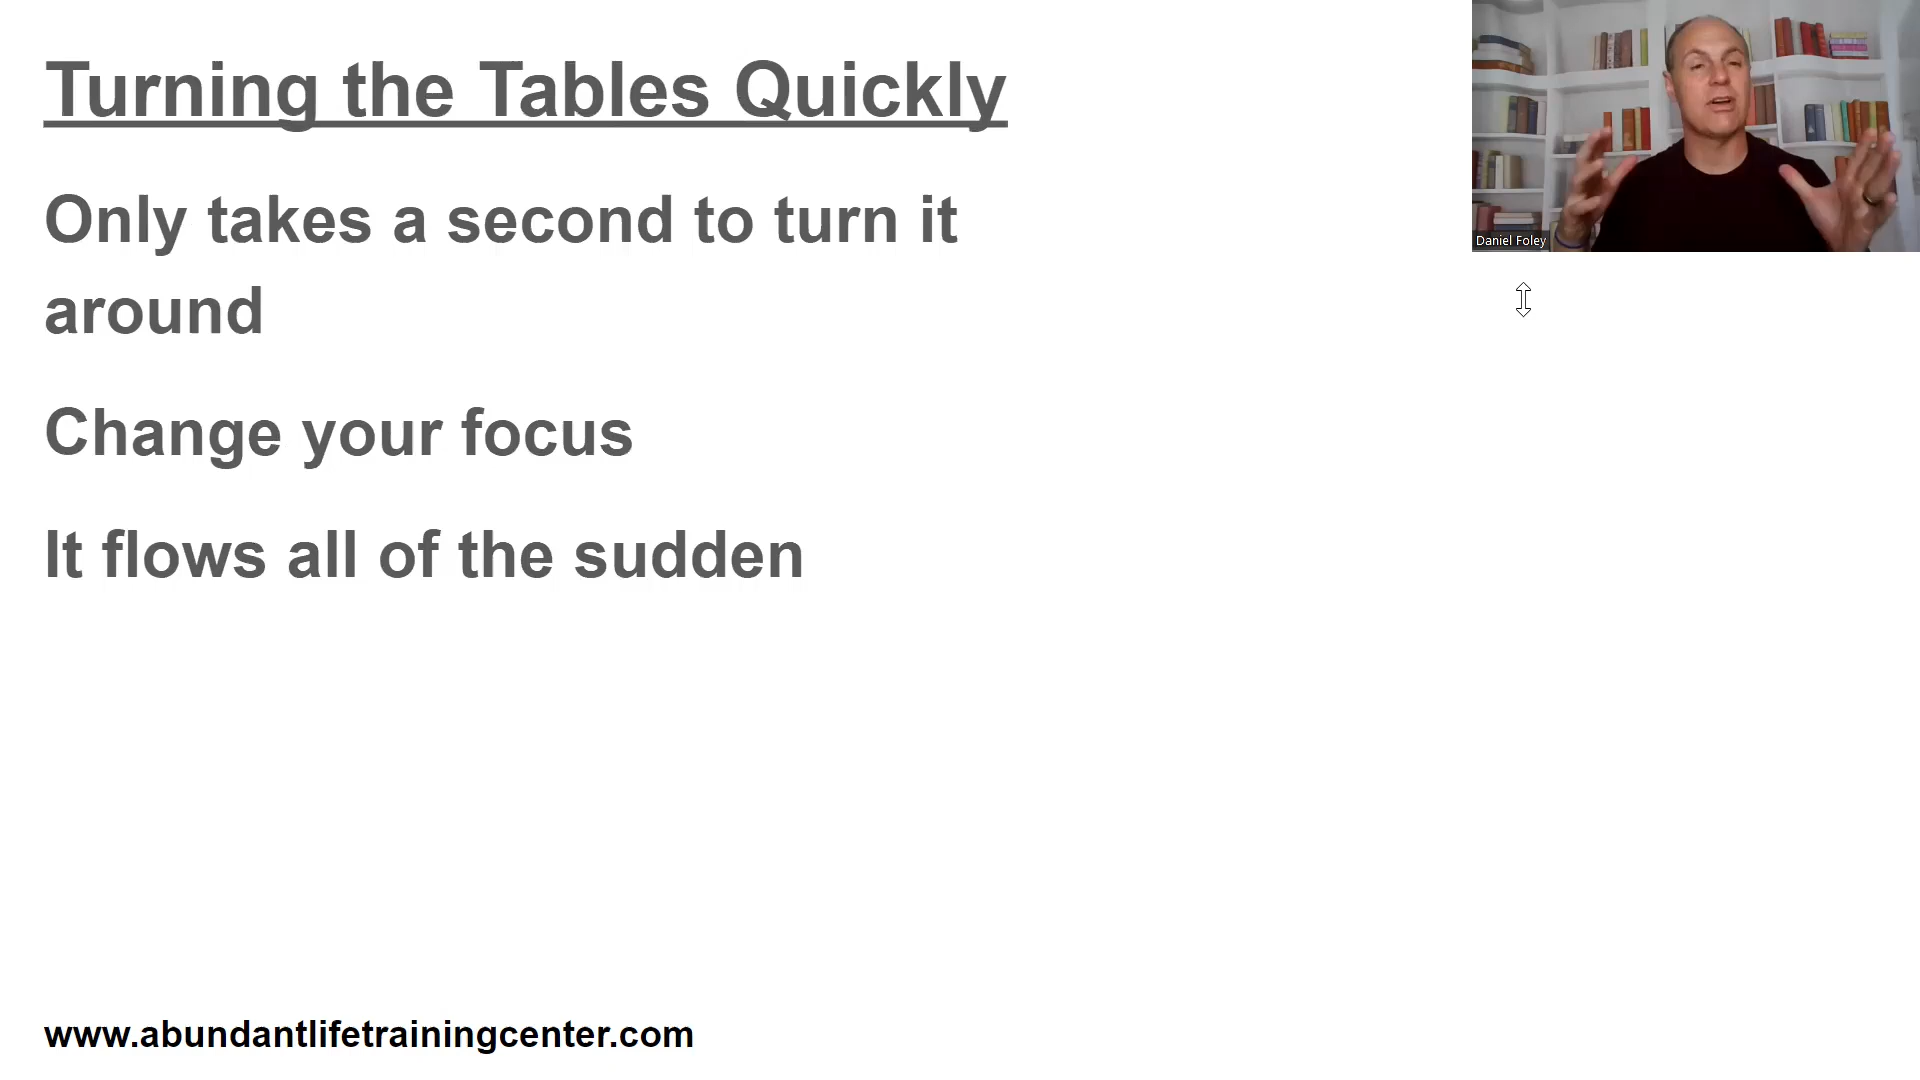 Turning the Tables Quickly
Daniel Foley
Only takes a second to turn it
around
Change your focus
It flows all of the sudden
www.abundantlifetrainingcenter.com